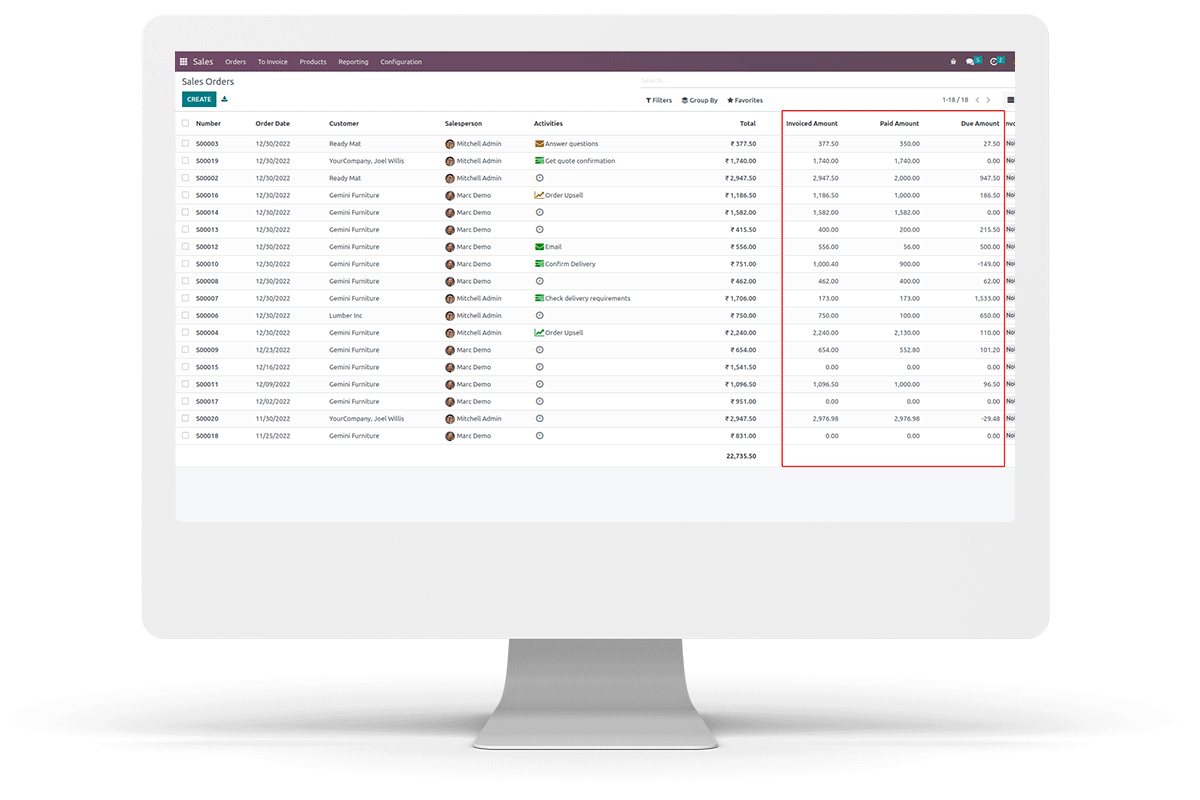 Sales Orders To Invoice Products Reporting Configuration 5 2
Sales Orders
Search...
CREATE Filters Group By Favorites 1-18 / 18
Number Order Date Customer Salesperson Activities Total Invoiced Amount Paid Amount Due Amount
S00003 12/30/2022 Ready Mat Mitchell Admin Answer questions ₹ 377.50 377.50 350.00 27.50
S00019 12/30/2022 YourCompany, Joel Willis Mitchell Admin Get quote confirmation ₹ 1,740.00 1,740.00 1,740.00 0.00
S00002 12/30/2022 Ready Mat Mitchell Admin ₹ 2,947.50 2,947.50 2,000.00 947.50
S00016 12/30/2022 Gemini Furniture Marc Demo Order Upsell ₹ 1,186.50 1,186.50 1,000.00 186.50
S00014 12/30/2022 Gemini Furniture Marc Demo ₹ 1,582.00 1,582.00 1,582.00 0.00
S00013 12/30/2022 Gemini Furniture Marc Demo ₹ 415.50 400.00 200.00 215.50
S00012 12/30/2022 Gemini Furniture Marc Demo Email ₹ 556.00 556.00 56.00 500.00
S00010 12/30/2022 Gemini Furniture Marc Demo Confirm Delivery ₹ 751.00 1,000.40 900.00 -149.00
S00008 12/30/2022 Gemini Furniture Marc Demo ₹ 462.00 462.00 400.00 62.00
S00007 12/30/2022 Gemini Furniture Mitchell Admin Check delivery requirements ₹ 1,706.00 173.00 173.00 1,533.00
S00006 12/30/2022 Lumber Inc Mitchell Admin ₹ 750.00 750.00 100.00 650.00
S00004 12/30/2022 Gemini Furniture Mitchell Admin Order Upsell ₹ 2,240.00 2,240.00 2,130.00 110.00
S00009 12/23/2022 Gemini Furniture Marc Demo ₹ 654.00 654.00 552.80 101.20
S00015 12/16/2022 Gemini Furniture Marc Demo ₹ 1,541.50 0.00 0.00 0.00
S00011 12/09/2022 Gemini Furniture Marc Demo ₹ 1,096.50 1,096.50 1,000.00 96.50
S00017 12/02/2022 Gemini Furniture Marc Demo ₹ 951.00 0.00 0.00 0.00
S00020 11/30/2022 YourCompany, Joel Willis Mitchell Admin ₹ 2,947.50 2,976.98 2,976.98 -29.48
S00018 11/25/2022 Gemini Furniture Marc Demo ₹ 831.00 0.00 0.00 0.00
22,735.50